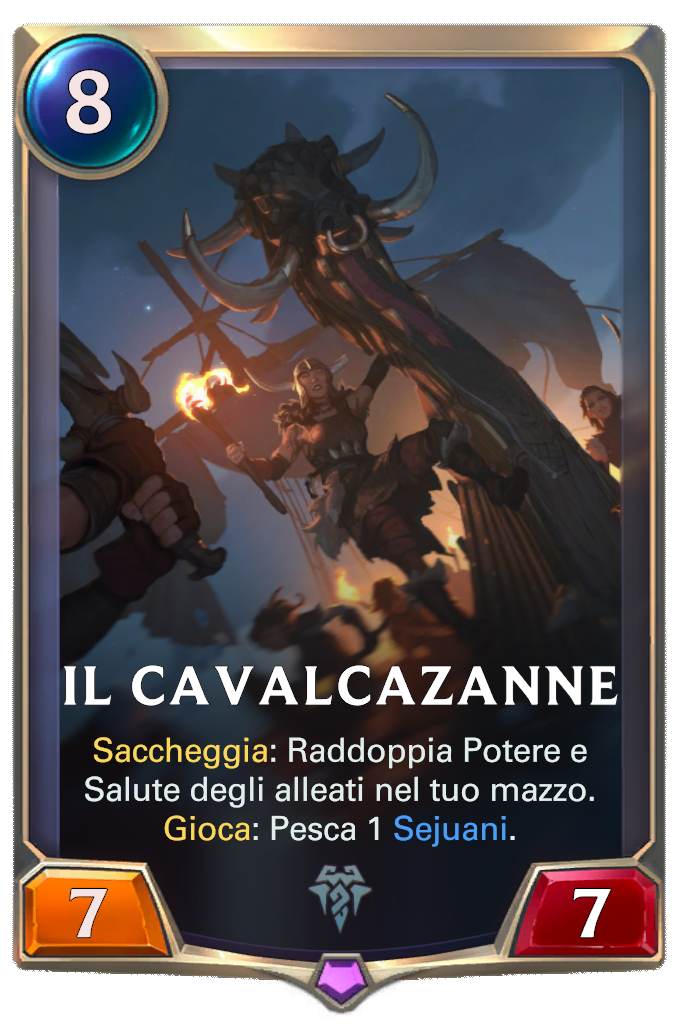 8
IL CAVALCAZANNE
Saccheggia: Raddoppia Potere e
Salute degli alleati nel tuo mazzo.
Gioca: Pesca 1 Sejuani.
7
7